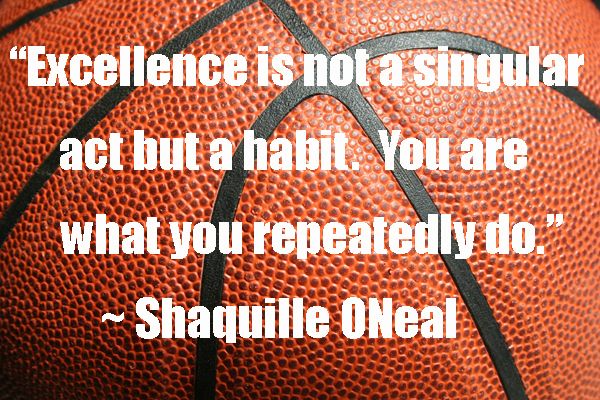 “Excellence is not a singular
act but a habit.  You are
what you repeatedly do.”
~ Shaquille ONeal